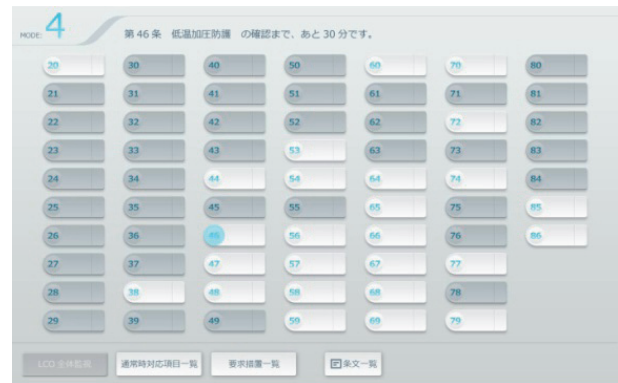 MODE: 4 第 46 条 低温加圧防護 の確認まで、あと 30 分です。
20 30 40 50 60 70 80
21 31 41 51 61 71 81
22 32 42 52 62 72 82
23 33 43 53 63 73 83
24 34 44 54 64 74 84
25 35 45 55 65 75 85
26 36 46 56 66 76 86
27 37 47 57 67 77
28 38 48 58 68 78
29 39 49 59 69 79
LCO 全体監視 通常時対応項目一覧 要求措置一覧 条文一覧